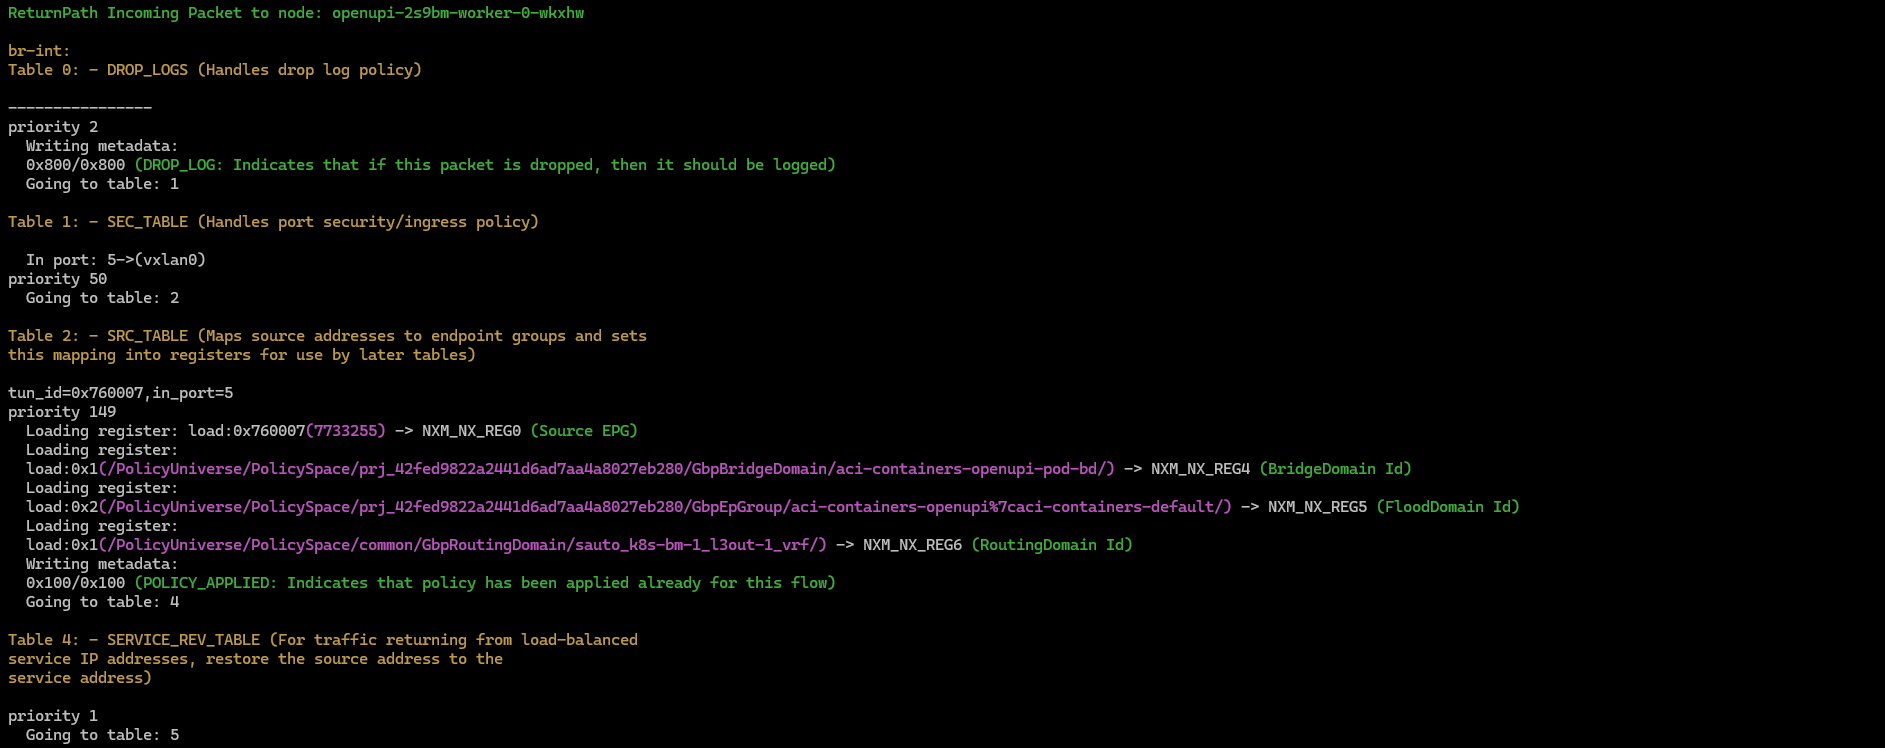 ReturnPath Incoming Packet to node: openupi-2s9bm-worker-0-wkxhw
br-int:
Table 0: - DROP_LOGS (Handles drop log policy)
----------------
priority 2
Writing metadata:
0x800/0x800 (DROP_LOG: Indicates that if this packet is dropped, then it should be logged)
Going to table: 1
Table 1: - SEC_TABLE (Handles port security/ingress policy)
In port: 5->(vxlan0)
priority 50
Going to table: 2
Table 2: - SRC_TABLE (Maps source addresses to endpoint groups and sets
this mapping into registers for use by later tables)
tun_id=0x760007,in_port=5
priority 149
Loading register: load:0x760007(7733255) -> NXM_NX_REG0 (Source EPG)
Loading register:
load:0x1(/PolicyUniverse/PolicySpace/prj_42fed9822a2441d6ad7aa4a8027eb280/GbpBridgeDomain/aci-containers-openupi-pod-bd/) -> NXM_NX_REG4 (BridgeDomain Id)
Loading register:
load:0x2(/PolicyUniverse/PolicySpace/prj_42fed9822a2441d6ad7aa4a8027eb280/GbpEpGroup/aci-containers-openupi%7caci-containers-default/) -> NXM_NX_REG5 (FloodDomain Id)
Loading register:
load:0x1(/PolicyUniverse/PolicySpace/common/GbpRoutingDomain/sauto_k8s-bm-1_l3out-1_vrf/) -> NXM_NX_REG6 (RoutingDomain Id)
Writing metadata:
0x100/0x100 (POLICY_APPLIED: Indicates that policy has been applied already for this flow)
Going to table: 4
Table 4: - SERVICE_REV_TABLE (For traffic returning from load-balanced
service IP addresses, restore the source address to the
service address)
priority 1
Going to table: 5